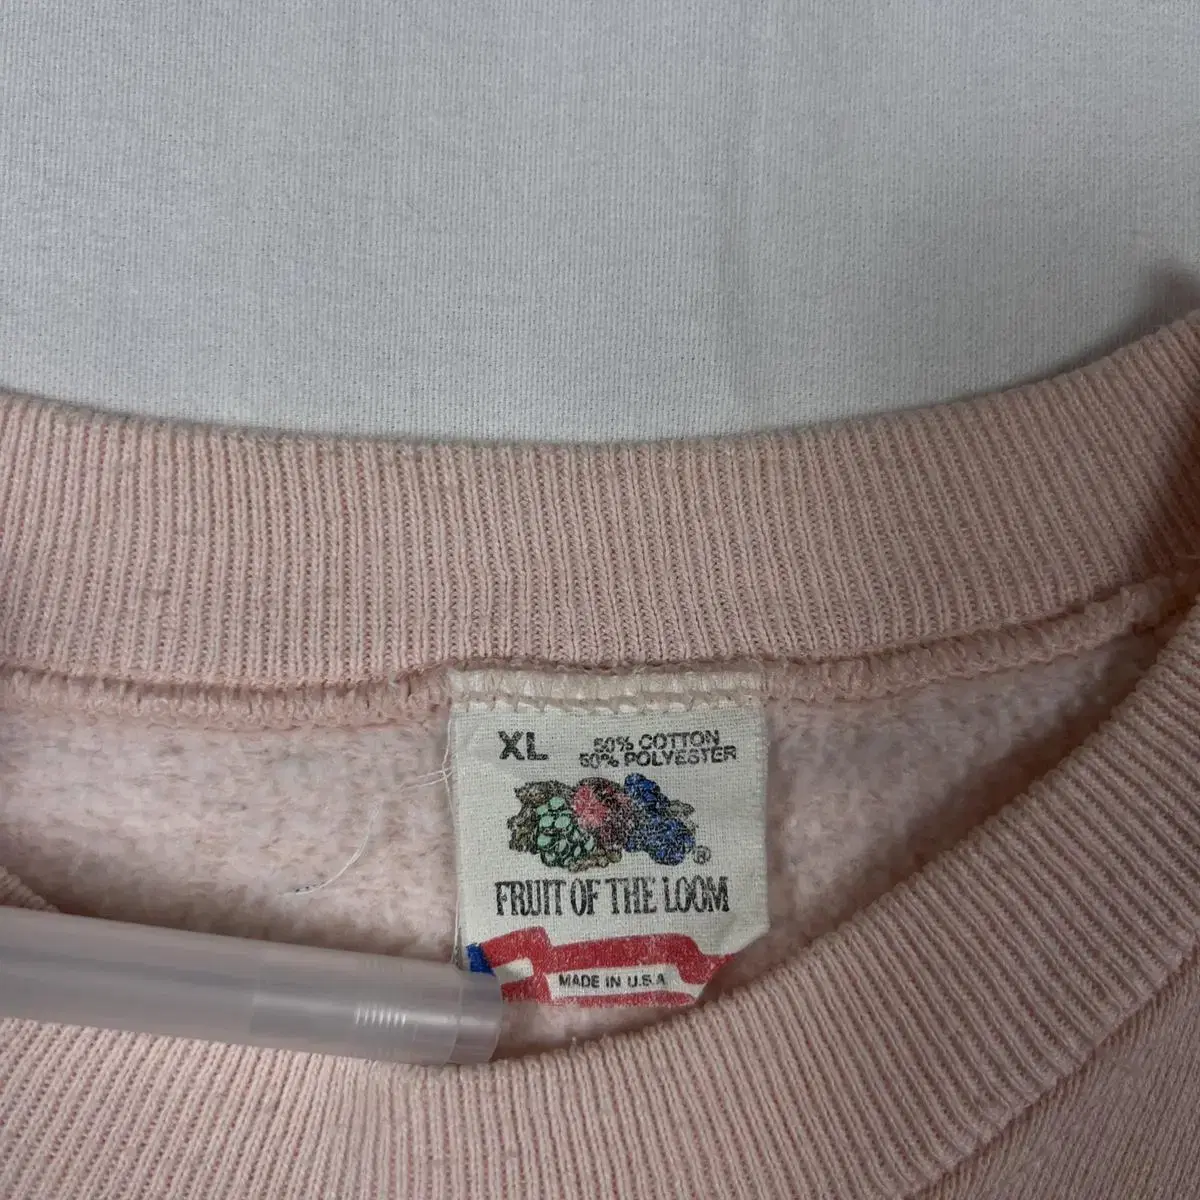 XL
50% COTTON
50% POLYESTER
®
FRUIT OF THE LOOM
MADE IN U.S.A